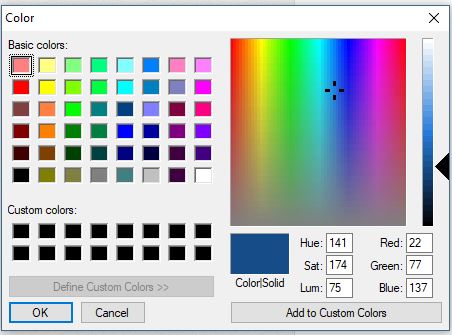 Color
Basic colors:
Custom colors:
Define Custom Colors >>
OK Cancel
Hue: 141 Red: 22
Sat: 174 Green: 77
Color|Solid Lum: 75 Blue: 137
Add to Custom Colors